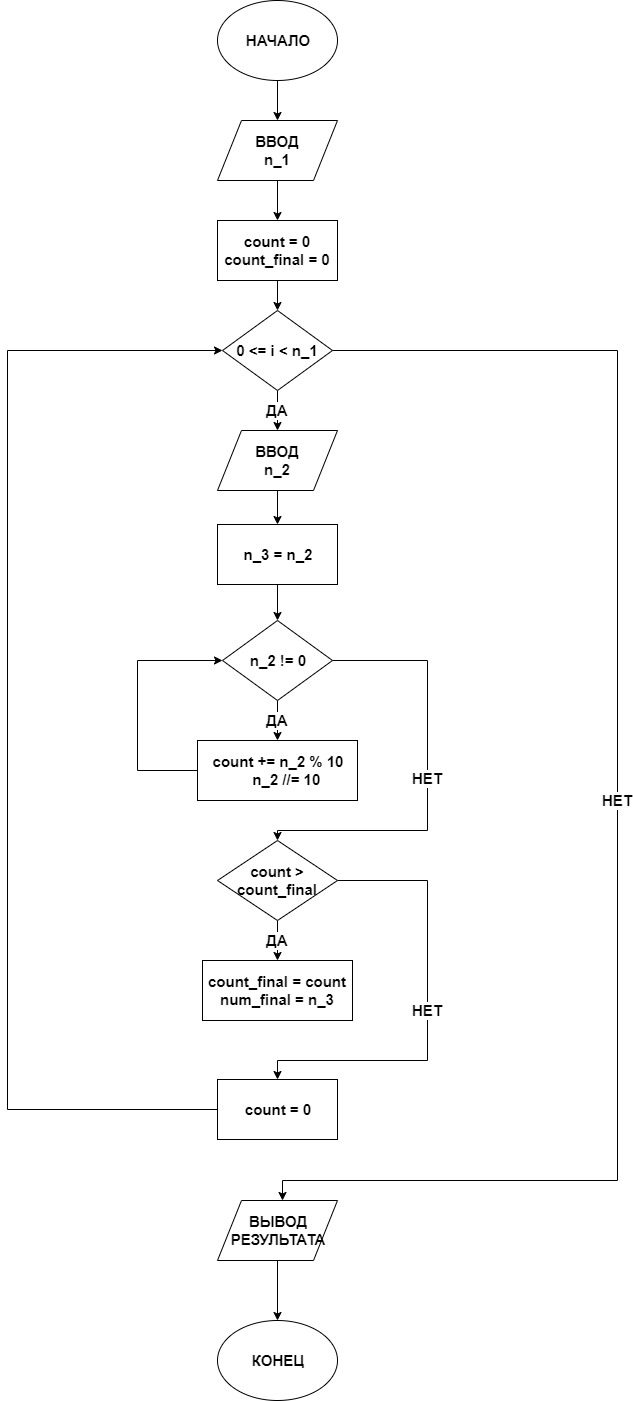 НАЧАЛО
ВВОД
n_1
count = 0
count_final = 0
0 <= i < n_1
ДА
ВВОД
n_2
n_3 = n_2
n_2 != 0
ДА
count += n_2 % 10
n_2 //= 10
НЕТ
НЕТ
count >
count_final
ДА
count_final = count
num_final = n_3
НЕТ
count = 0
ВЫВОД
РЕЗУЛЬТАТА
КОНЕЦ